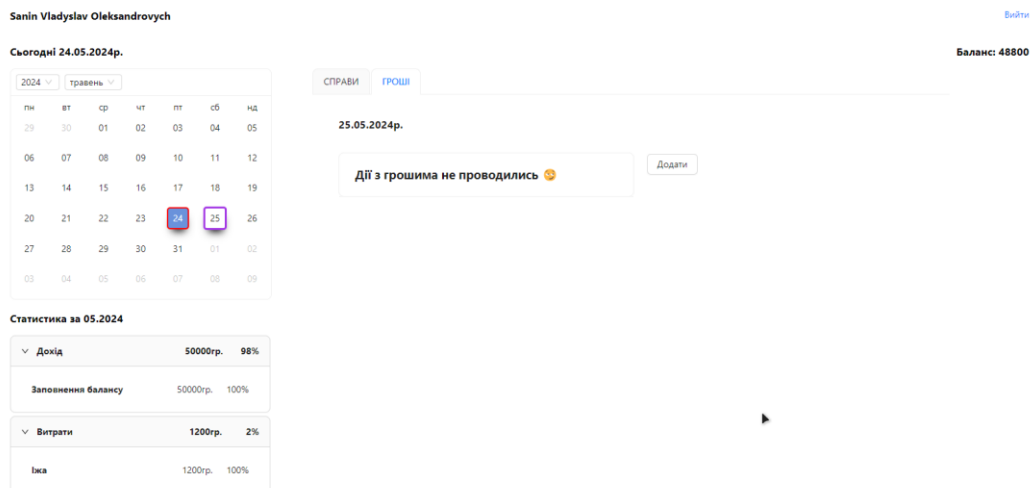 Sanin Vladyslav Oleksandrovych
Вийти
Сьогодні 24.05.2024р.
Баланс: 48800
2024 травень
СПРАВИ ГРОШІ
пн вт ср чт пт сб нд
29 30 01 02 03 04 05
06 07 08 09 10 11 12
13 14 15 16 17 18 19
20 21 22 23 24 25 26
27 28 29 30 31 01 02
03 04 05 06 07 08 09
25.05.2024р.
Дії з грошима не проводились
Додати
Статистика за 05.2024
Дохід 50000гр. 98%
Заповнення балансу 50000гр. 100%
Витрати 1200гр. 2%
Їжа 1200гр. 100%